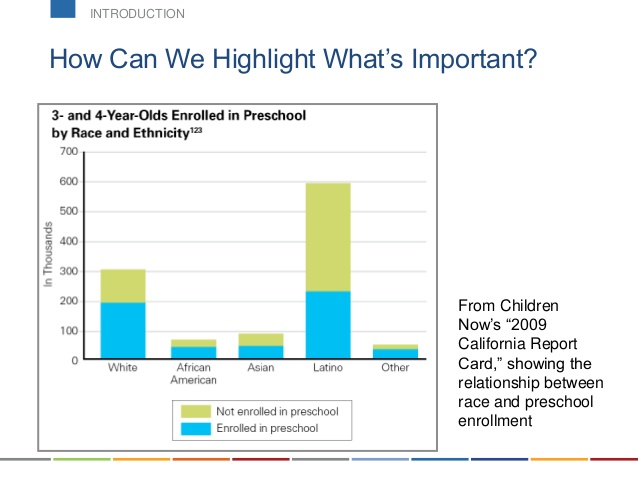 INTRODUCTION
How Can We Highlight What's Important?
3- and 4-Year-Olds Enrolled in Preschool
by Race and Ethnicity¹²³
700
600
500
400
300
200
100
0
In Thousands
White
African
American
Asian
Latino
Other
Not enrolled in preschool
Enrolled in preschool
From Children
Now's “2009
California Report
Card,” showing the
relationship between
race and preschool
enrollment